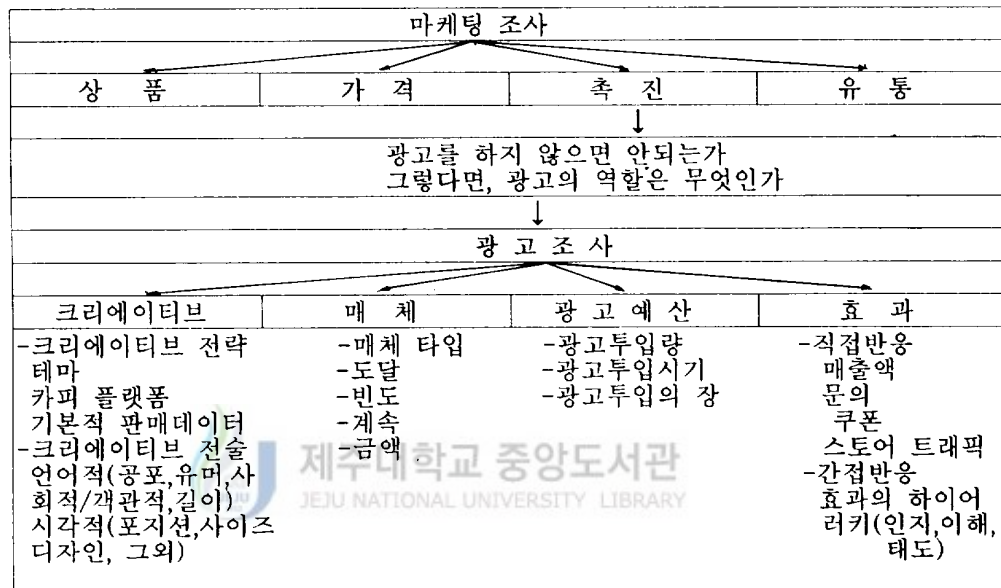 마케팅 조사
상 품 가 격 촉 진 유 통
광고를 하지 않으면 안되는가
그렇다면, 광고의 역할은 무엇인가
광 고 조 사
크리에이티브 매 체 광 고 예 산 효 과
-크리에이티브 전략
테마
카피 플랫폼
기본적 판매데이터
-크리에이티브 전술
언어적(공포,유머,사
회적/객관적,길이)
시각적(포지션,사이즈
디자인, 그외)
-매체 타입
-도달
-빈도
-계속
-금액
-광고투입량
-광고투입시기
-광고투입의 장
-직접반응
매출액
문의
쿠폰
스토어 트래픽
-간접반응
효과의 하이어
러키(인지,이해,
태도)
제주대학교 중앙도서관
JEJU NATIONAL UNIVERSITY LIBRARY